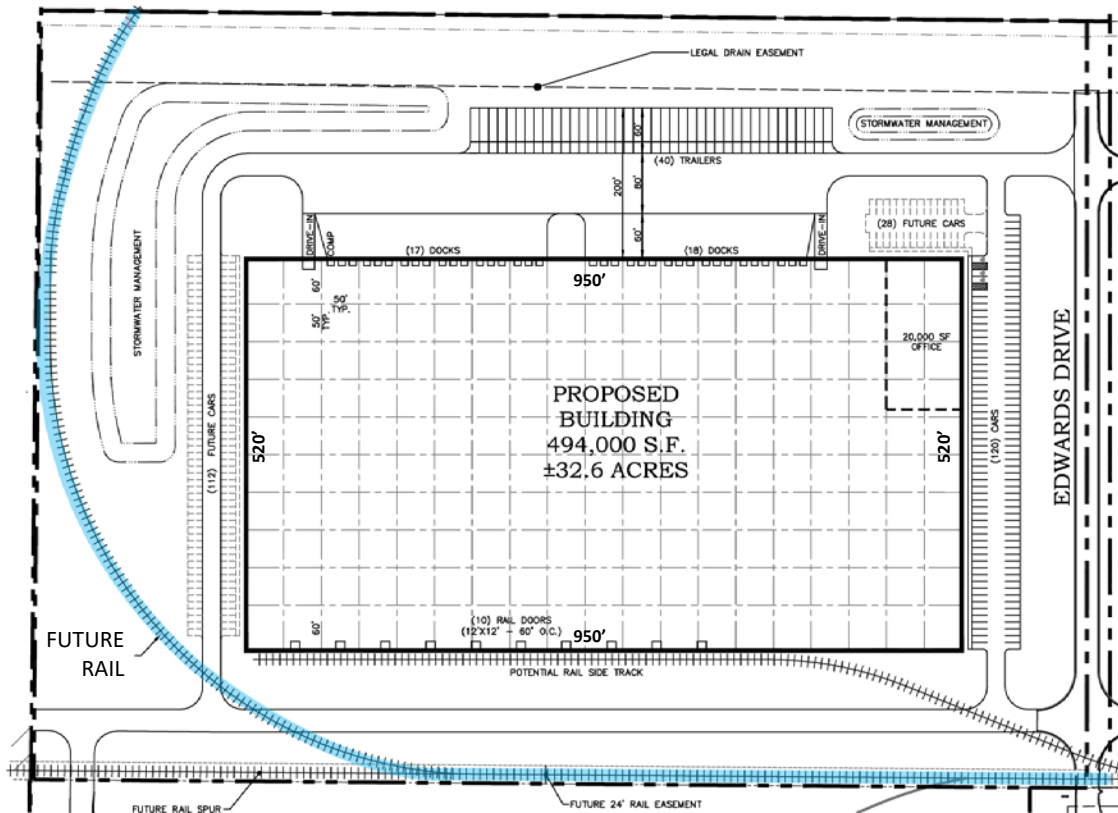 LEGAL DRAIN EASEMENT
STORMWATER MANAGEMENT
60'
(40) TRAILERS
200'
80'
60'
(28) FUTURE CARS
DRIVE-IN
COMP
(17) DOCKS
(18) DOCKS
DRIVE-IN
950'
60'
50'
TYP.
50'
TYP.
20,000 SF
OFFICE
STORMWATER MANAGEMENT
EDWARDS DRIVE
PROPOSED
BUILDING
494,000 S.F.
±32.6 ACRES
520'
520'
(112) FUTURE CARS
(120) CARS
60'
(10) RAIL DOORS
(12'X12' - 60' O.C.)
950'
FUTURE
RAIL
POTENTIAL RAIL SIDE TRACK
FUTURE RAIL SPUR
FUTURE 24' RAIL EASEMENT